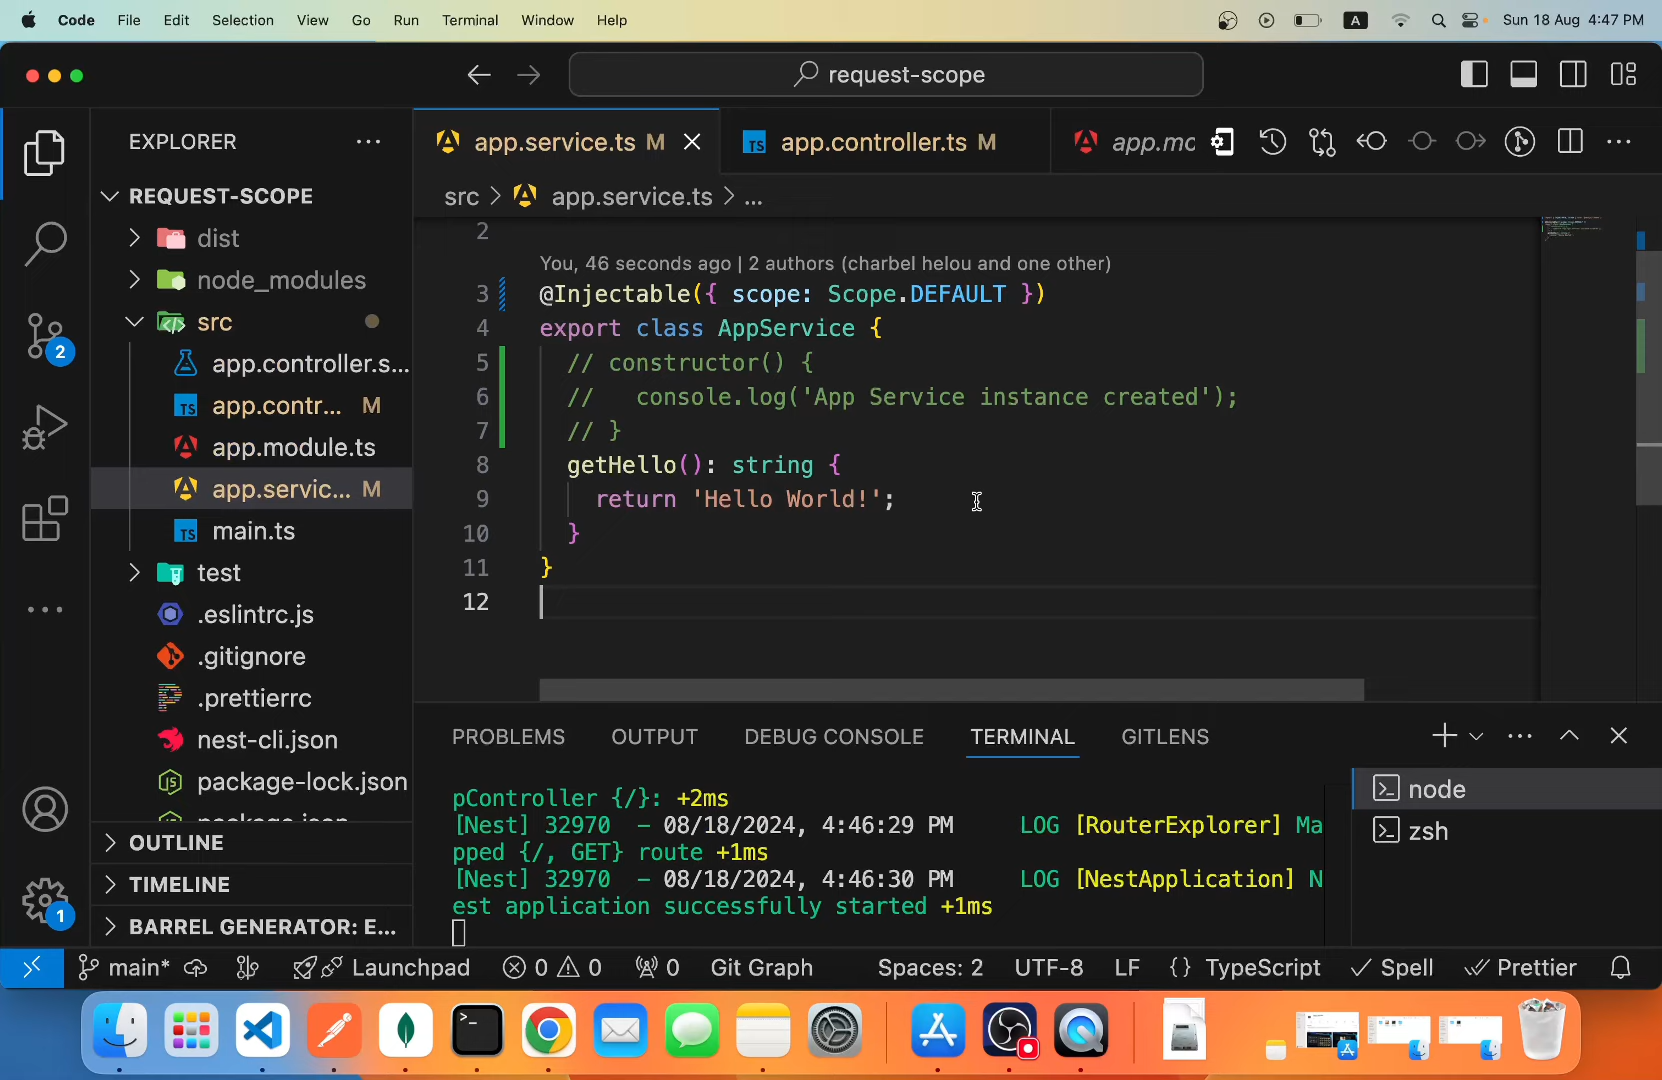 Code File Edit Selection View Go Run Terminal Window Help A Sun 18 Aug 4:47 PM
request-scope
EXPLORER
app.service.ts M
app.controller.ts M
app.mo
REQUEST-SCOPE
src > app.service.ts > ...
dist
node_modules
src
app.controller.s...
app.contr... M
app.module.ts
app.servic... M
main.ts
test
.eslintrc.js
.gitignore
.prettierrc
nest-cli.json
package-lock.json
OUTLINE
TIMELINE
BARREL GENERATOR: E...
2
1
2
You, 46 seconds ago | 2 authors (charbel helou and one other)
3 @Injectable({ scope: Scope.DEFAULT })
4 export class AppService {
5 // constructor() {
6 //   console.log('App Service instance created');
7 // }
8 getHello(): string {
9 return 'Hello World!';
10 }
11 }
12
PROBLEMS OUTPUT DEBUG CONSOLE TERMINAL GITLENS
pController {/}: +2ms
[Nest] 32970  - 08/18/2024, 4:46:29 PM     LOG [RouterExplorer] Ma
pped {/, GET} route +1ms
[Nest] 32970  - 08/18/2024, 4:46:30 PM     LOG [NestApplication] N
est application successfully started +1ms
node
zsh
main* Launchpad 0 0 0 Git Graph Spaces: 2 UTF-8 LF {} TypeScript Spell Prettier